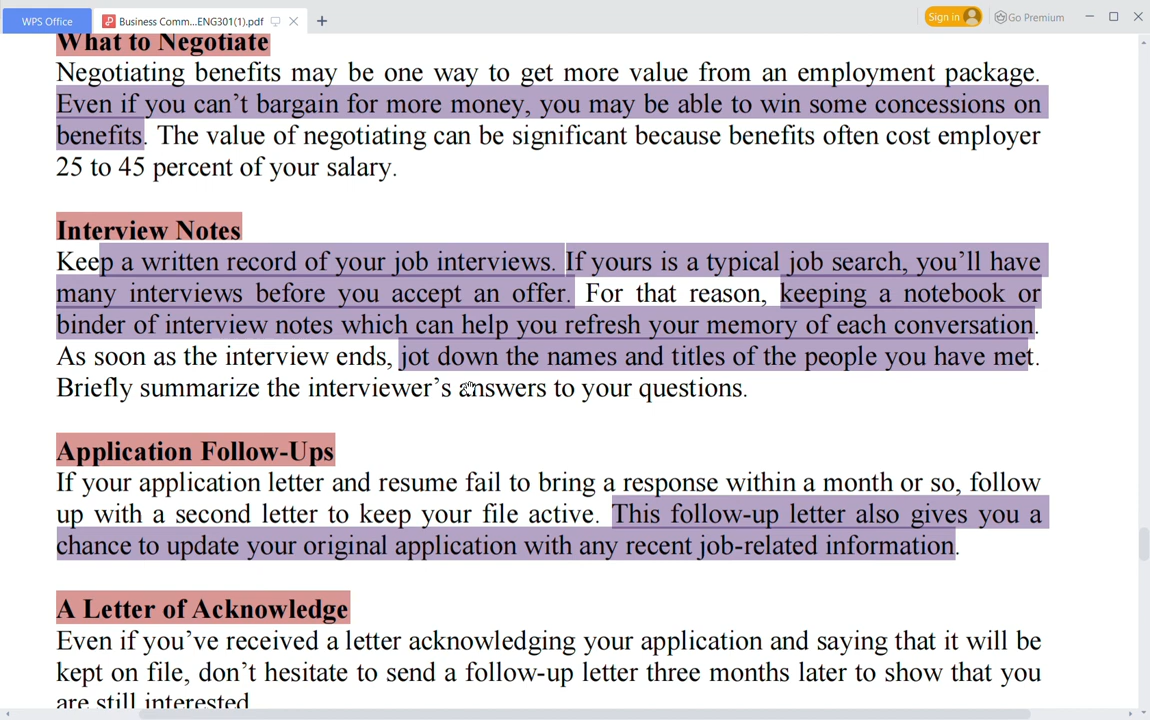 WPS Office
Business Comm...ENG301(1).pdf
Sign in
Go Premium
What to Negotiate
Negotiating benefits may be one way to get more value from an employment package.
Even if you can't bargain for more money, you may be able to win some concessions on
benefits. The value of negotiating can be significant because benefits often cost employer
25 to 45 percent of your salary.
Interview Notes
Keep a written record of your job interviews. If yours is a typical job search, you'll have
many interviews before you accept an offer. For that reason, keeping a notebook or
binder of interview notes which can help you refresh your memory of each conversation.
As soon as the interview ends, jot down the names and titles of the people you have met.
Briefly summarize the interviewer's answers to your questions.
Application Follow-Ups
If your application letter and resume fail to bring a response within a month or so, follow
up with a second letter to keep your file active. This follow-up letter also gives you a
chance to update your original application with any recent job-related information.
A Letter of Acknowledge
Even if you've received a letter acknowledging your application and saying that it will be
kept on file, don't hesitate to send a follow-up letter three months later to show that you
are still interested